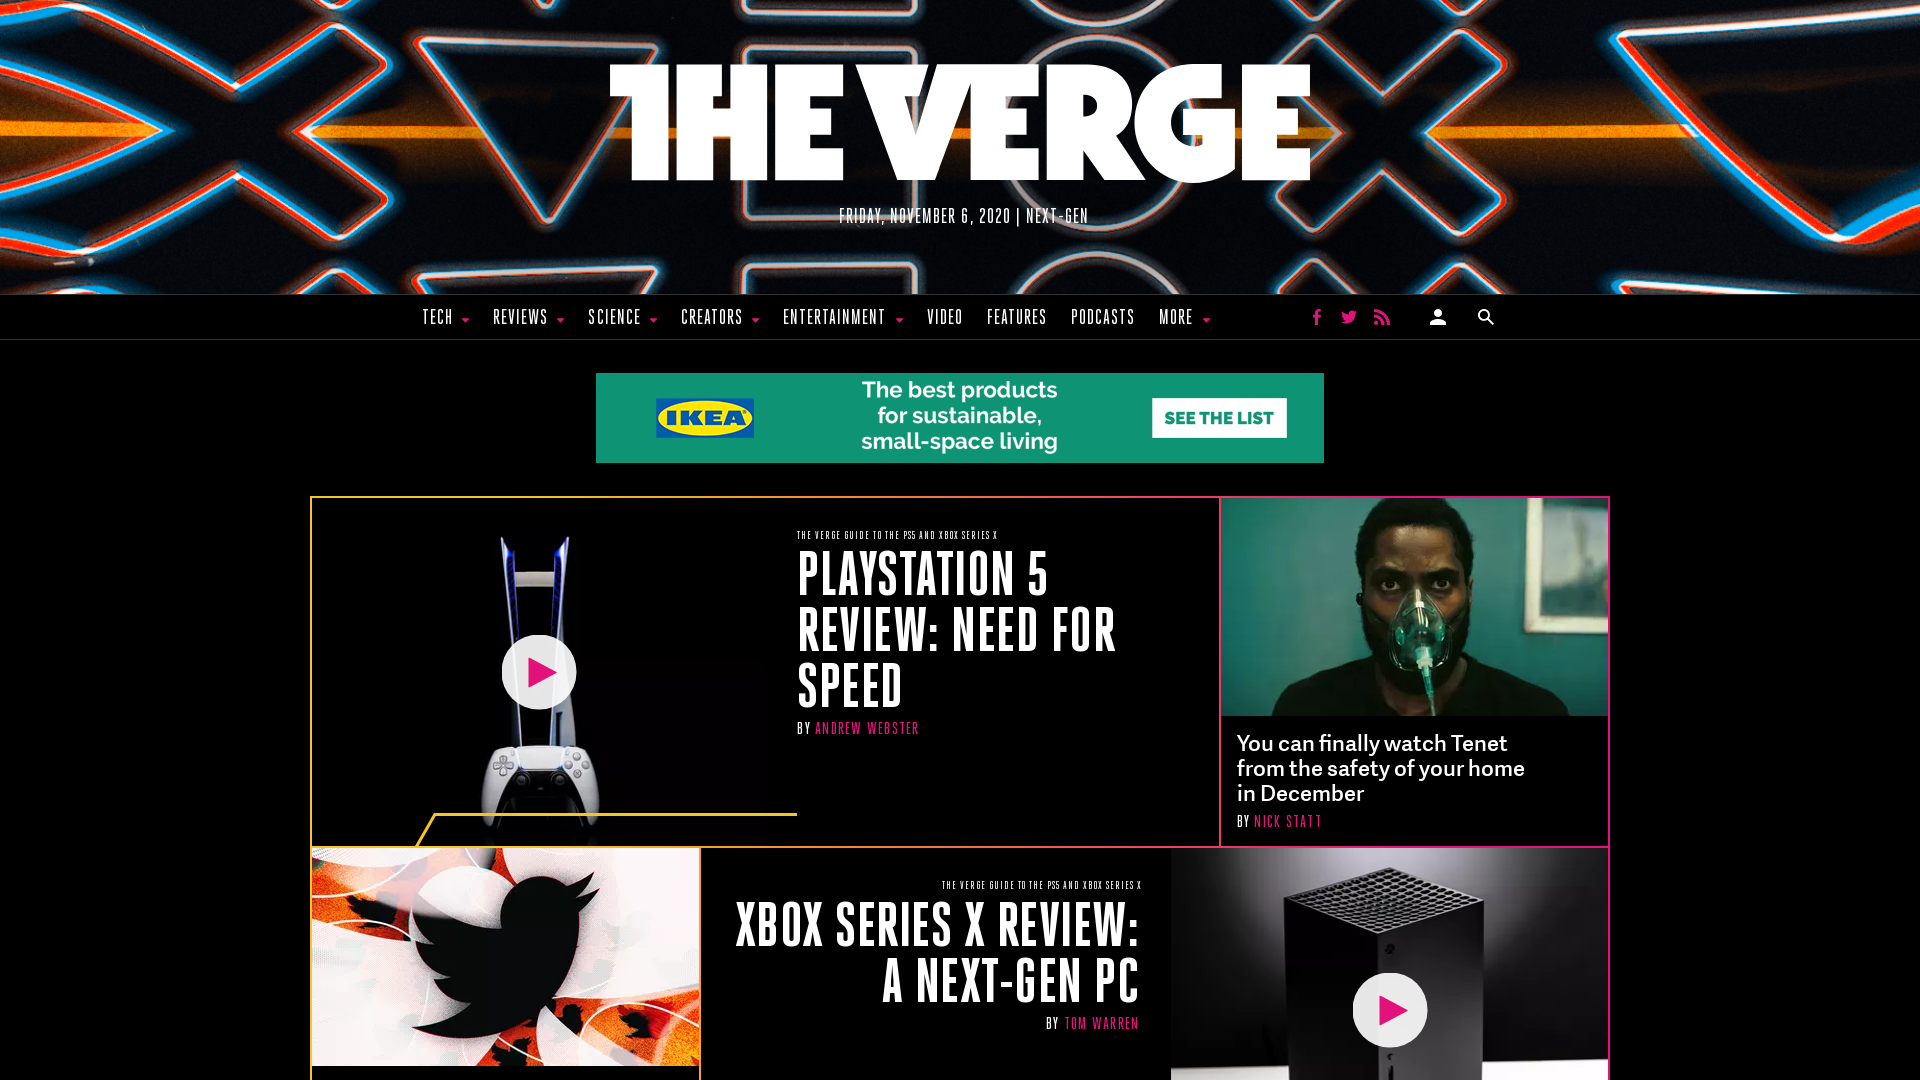 THE VERGE
FRIDAY, NOVEMBER 6, 2020 | NEXT-GEN
TECH REVIEWS SCIENCE CREATORS ENTERTAINMENT VIDEO FEATURES PODCASTS MORE
IKEA
The best products
for sustainable,
small-space living
SEE THE LIST
THE VERGE GUIDE TO THE PS5 AND XBOX SERIES X
PLAYSTATION 5
REVIEW: NEED FOR
SPEED
BY ANDREW WEBSTER
You can finally watch Tenet
from the safety of your home
in December
BY NICK STATT
THE VERGE GUIDE TO THE PS5 AND XBOX SERIES X
XBOX SERIES X REVIEW:
A NEXT-GEN PC
BY TOM WARREN